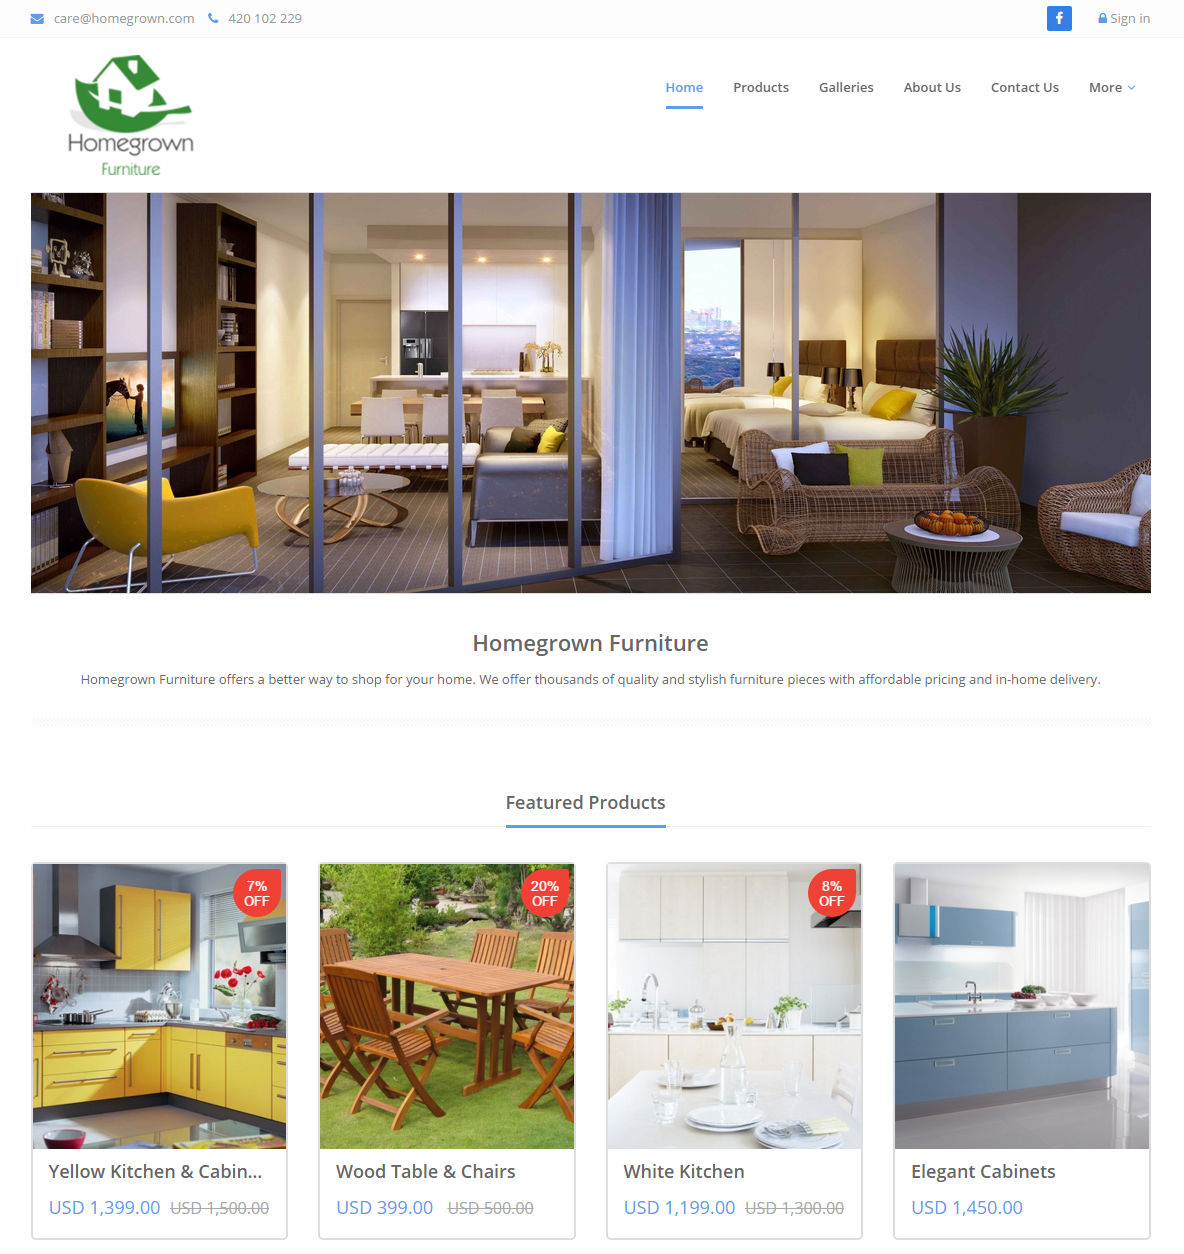 care@homegrown.com 420 102 229
Sign in
Homegrown
Furniture
Home Products Galleries About Us Contact Us More
Homegrown Furniture
Homegrown Furniture offers a better way to shop for your home. We offer thousands of quality and stylish furniture pieces with affordable pricing and in-home delivery.
Featured Products
7%
OFF
20%
OFF
8%
OFF
Yellow Kitchen & Cabin...
USD 1,399.00 USD 1,500.00
Wood Table & Chairs
USD 399.00 USD 500.00
White Kitchen
USD 1,199.00 USD 1,300.00
Elegant Cabinets
USD 1,450.00